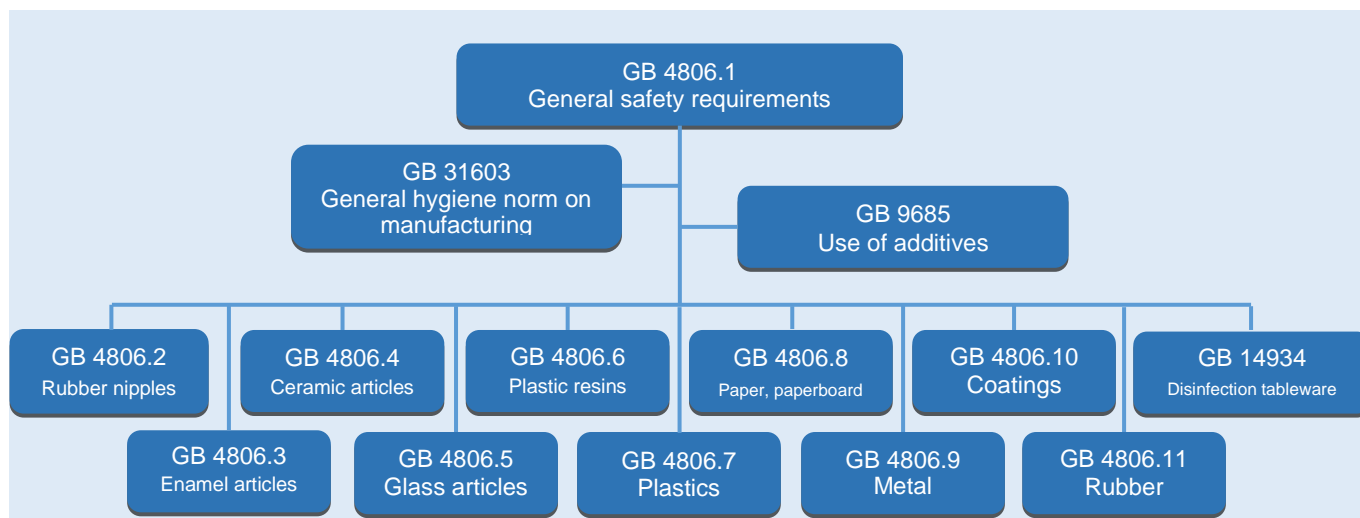 GB 4806.1
General safety requirements
GB 31603
General hygiene norm on
manufacturing
GB 9685
Use of additives
GB 4806.2
Rubber nipples
GB 4806.4
Ceramic articles
GB 4806.6
Plastic resins
GB 4806.8
Paper, paperboard
GB 4806.10
Coatings
GB 14934
Disinfection tableware
GB 4806.3
Enamel articles
GB 4806.5
Glass articles
GB 4806.7
Plastics
GB 4806.9
Metal
GB 4806.11
Rubber